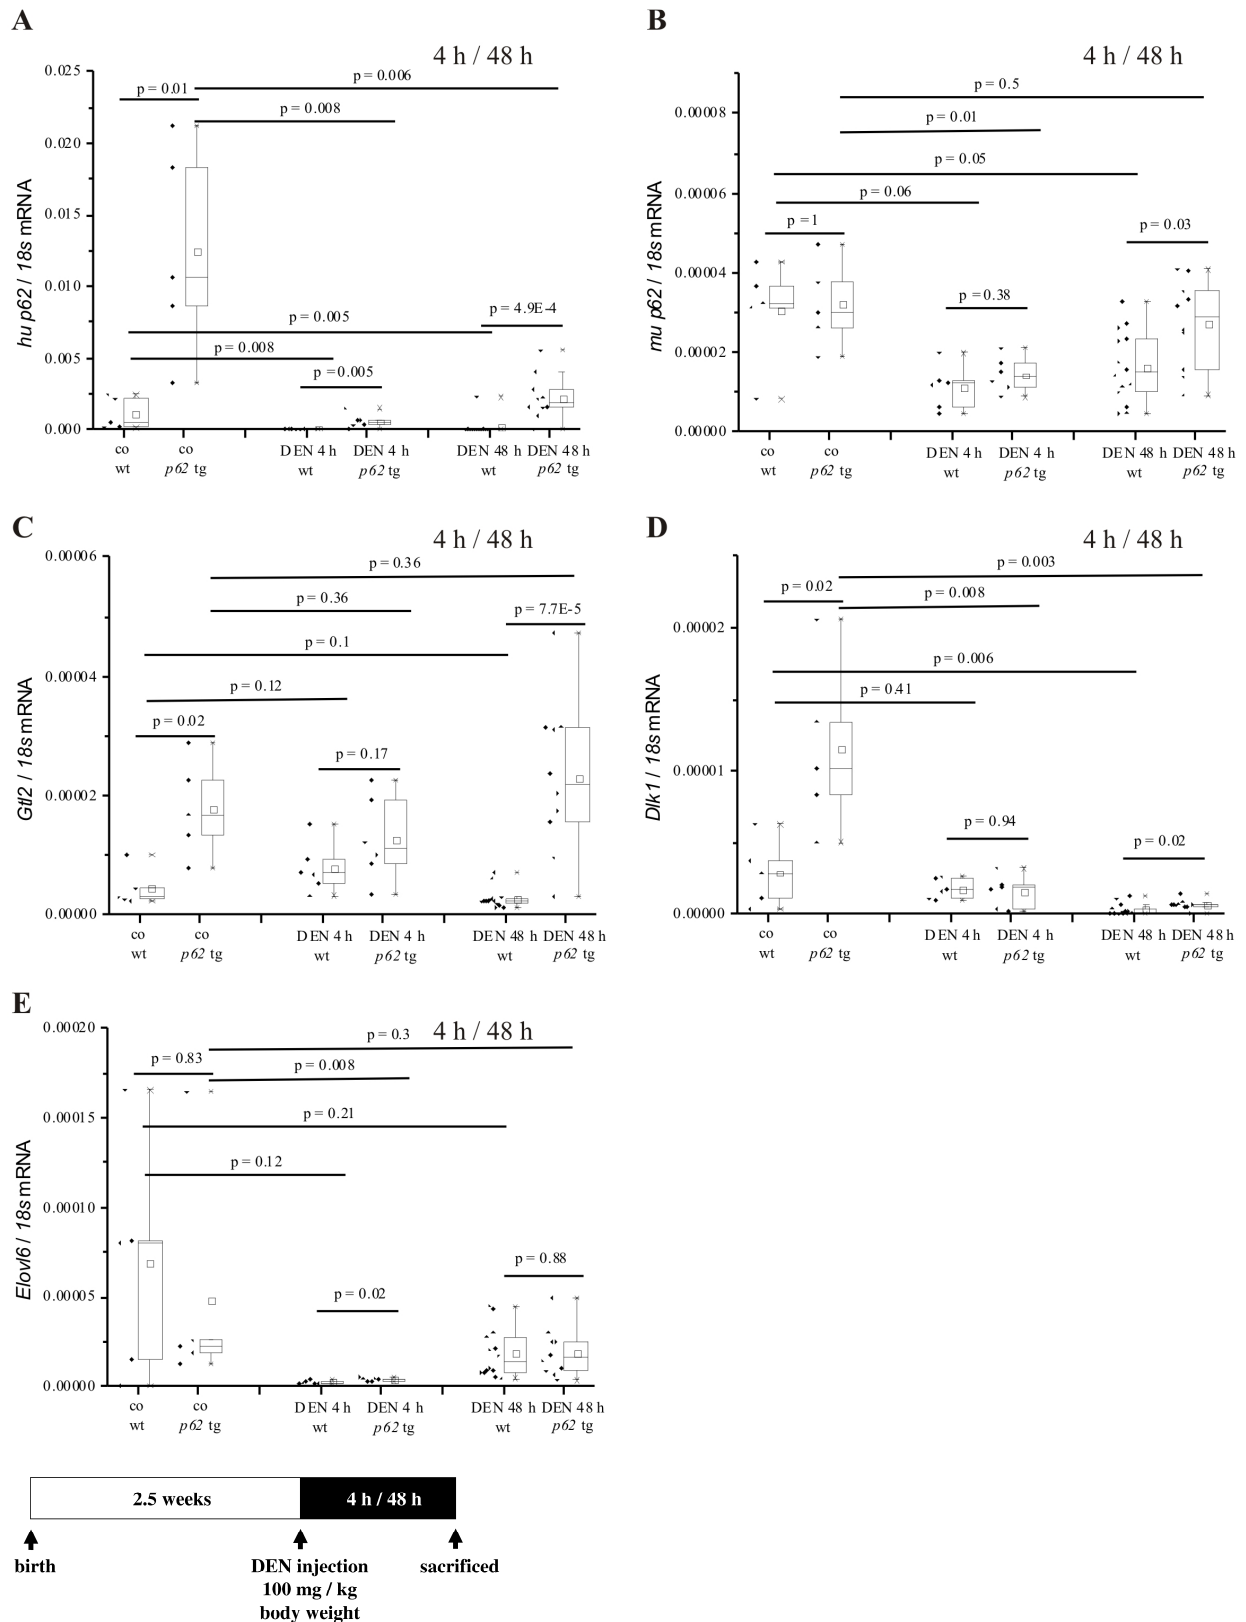 A
4 h / 48 h
p = 0.006
p = 0.01
p = 0.008
p = 4.9E-4
p = 0.005
p = 0.008
p = 0.005
0.025
0.020
0.015
0.010
0.005
0.000
hu p62 / 18s mRNA
co wt
co p62 tg
DEN 4 h wt
DEN 4 h p62 tg
DEN 48 h wt
DEN 48 h p62 tg
B
4 h / 48 h
p = 0.5
p = 0.01
p = 0.05
p = 0.06
p = 1
p = 0.03
p = 0.38
0.00008
0.00006
0.00004
0.00002
0.00000
mu p62 / 18s mRNA
co wt
co p62 tg
DEN 4 h wt
DEN 4 h p62 tg
DEN 48 h wt
DEN 48 h p62 tg
C
4 h / 48 h
p = 0.36
p = 0.36
p = 7.7E-5
p = 0.1
p = 0.12
p = 0.02
p = 0.17
0.00006
0.00004
0.00002
0.00000
Gtl2 / 18s mRNA
co wt
co p62 tg
DEN 4 h wt
DEN 4 h p62 tg
DEN 48 h wt
DEN 48 h p62 tg
D
4 h / 48 h
p = 0.003
p = 0.02
p = 0.008
p = 0.006
p = 0.41
p = 0.94
p = 0.02
0.00002
0.00001
0.00000
Dlk1 / 18s mRNA
co wt
co p62 tg
DEN 4 h wt
DEN 4 h p62 tg
DEN 48 h wt
DEN 48 h p62 tg
E
4 h / 48 h
p = 0.3
p = 0.83
p = 0.008
p = 0.21
p = 0.12
p = 0.88
p = 0.02
0.00020
0.00015
0.00010
0.00005
0.00000
Elovl6 / 18s mRNA
co wt
co p62 tg
DEN 4 h wt
DEN 4 h p62 tg
DEN 48 h wt
DEN 48 h p62 tg
2.5 weeks
4 h / 48 h
birth
DEN injection
100 mg / kg
body weight
sacrificed